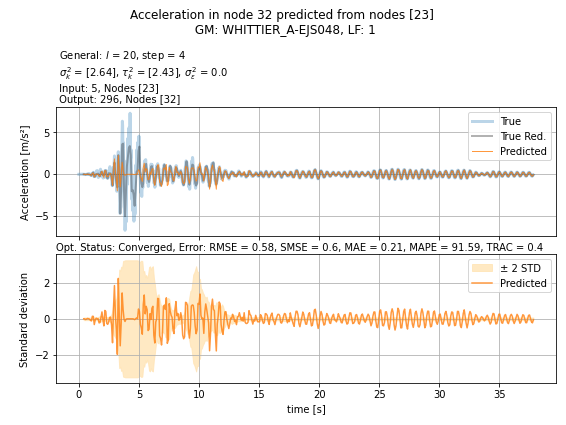 Acceleration in node 32 predicted from nodes [23]
GM: WHITTIER_A-EJS048, LF: 1
General: l = 20, step = 4
σ²ₖ = [2.64], τ²ₖ = [2.43], σ²ε = 0.0
Input: 5, Nodes [23]
Output: 296, Nodes [32]
Acceleration [m/s²]
5
0
−5
True
True Red.
Predicted
Opt. Status: Converged, Error: RMSE = 0.58, SMSE = 0.6, MAE = 0.21, MAPE = 91.59, TRAC = 0.4
Standard deviation
2
0
−2
± 2 STD
Predicted
0 5 10 15 20 25 30 35
time [s]